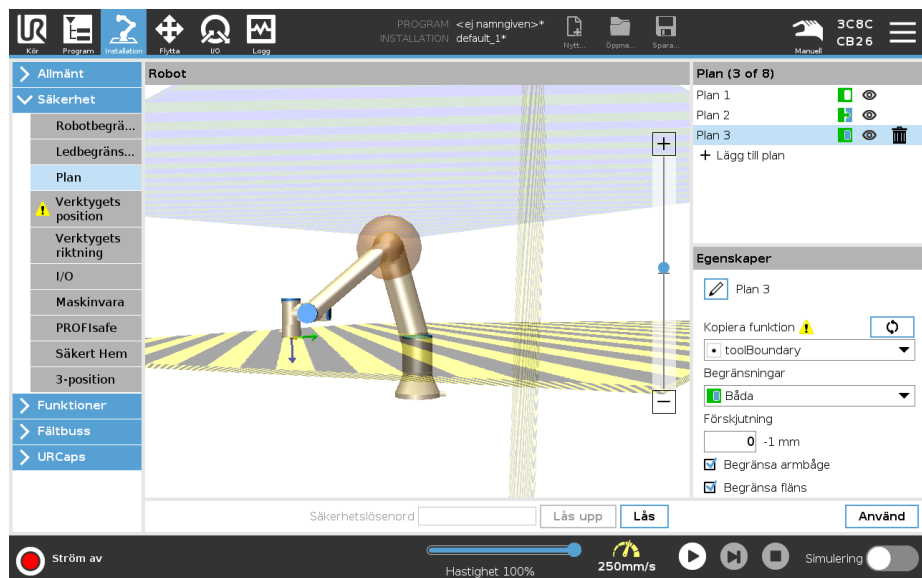 PROGRAM <ej namngiven>*
INSTALLATION default_1*
Kör
Program
Installation
Flytta
I/O
Logg
Nytt...
Öppna...
Spara...
Manuell
3C8C
CB26
Allmänt
Säkerhet
Robotbegrä...
Ledbegräns...
Plan
Verktygets
position
Verktygets
riktning
I/O
Maskinvara
PROFIsafe
Säkert Hem
3-position
Funktioner
Fältbuss
URCaps
Robot
Plan (3 of 8)
Plan 1
Plan 2
Plan 3
+ Lägg till plan
Egenskaper
Plan 3
Kopiera funktion
toolBoundary
Begränsningar
Båda
Förskjutning
0 -1 mm
Begränsa armbåge
Begränsa fläns
Säkerhetslösenord
Lås upp
Lås
Använd
Ström av
Hastighet 100%
250mm/s
Simulering